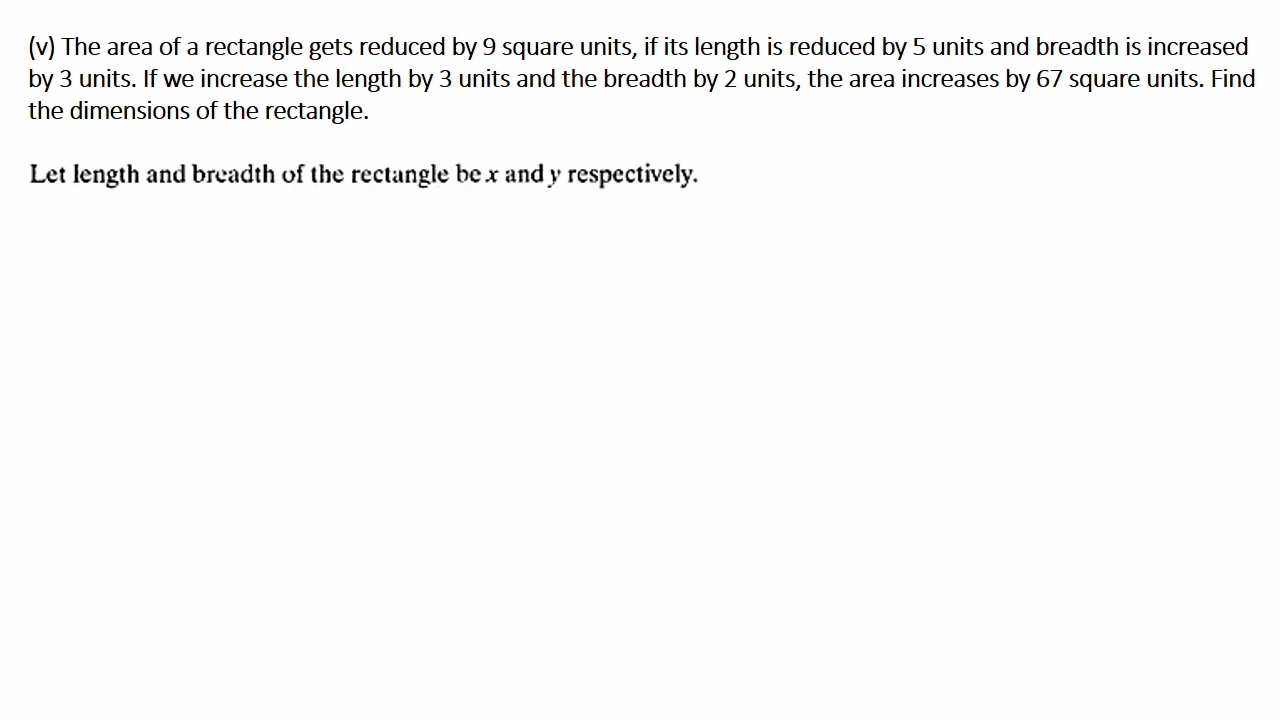 (v) The area of a rectangle gets reduced by 9 square units, if its length is reduced by 5 units and breadth is increased
by 3 units. If we increase the length by 3 units and the breadth by 2 units, the area increases by 67 square units. Find
the dimensions of the rectangle.
Let length and breadth of the rectangle be x and y respectively.